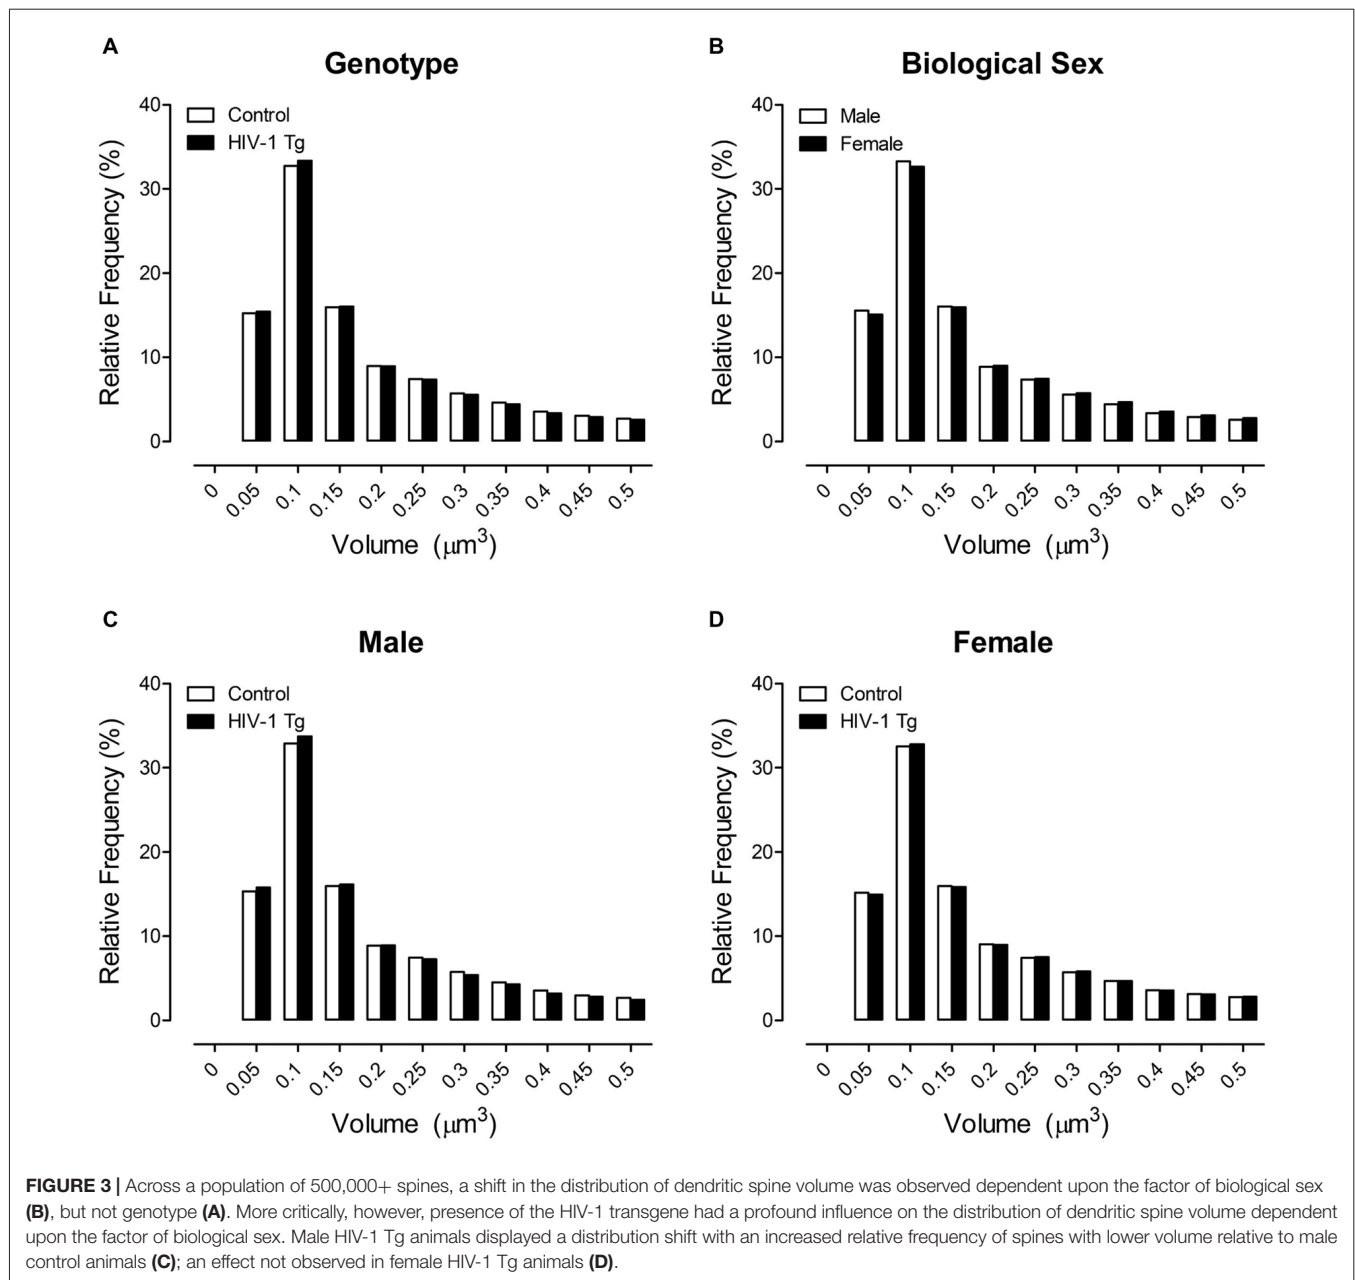 A
Genotype
Control
HIV-1 Tg
40
30
20
10
0
Relative Frequency (%)
0 0.05 0.1 0.15 0.2 0.25 0.3 0.35 0.4 0.45 0.5
Volume (μm³)
B
Biological Sex
Male
Female
40
30
20
10
0
Relative Frequency (%)
0 0.05 0.1 0.15 0.2 0.25 0.3 0.35 0.4 0.45 0.5
Volume (μm³)
C
Male
Control
HIV-1 Tg
40
30
20
10
0
Relative Frequency (%)
0 0.05 0.1 0.15 0.2 0.25 0.3 0.35 0.4 0.45 0.5
Volume (μm³)
D
Female
Control
HIV-1 Tg
40
30
20
10
0
Relative Frequency (%)
0 0.05 0.1 0.15 0.2 0.25 0.3 0.35 0.4 0.45 0.5
Volume (μm³)
FIGURE 3 | Across a population of 500,000+ spines, a shift in the distribution of dendritic spine volume was observed dependent upon the factor of biological sex
(B), but not genotype (A). More critically, however, presence of the HIV-1 transgene had a profound influence on the distribution of dendritic spine volume dependent
upon the factor of biological sex. Male HIV-1 Tg animals displayed a distribution shift with an increased relative frequency of spines with lower volume relative to male
control animals (C); an effect not observed in female HIV-1 Tg animals (D).